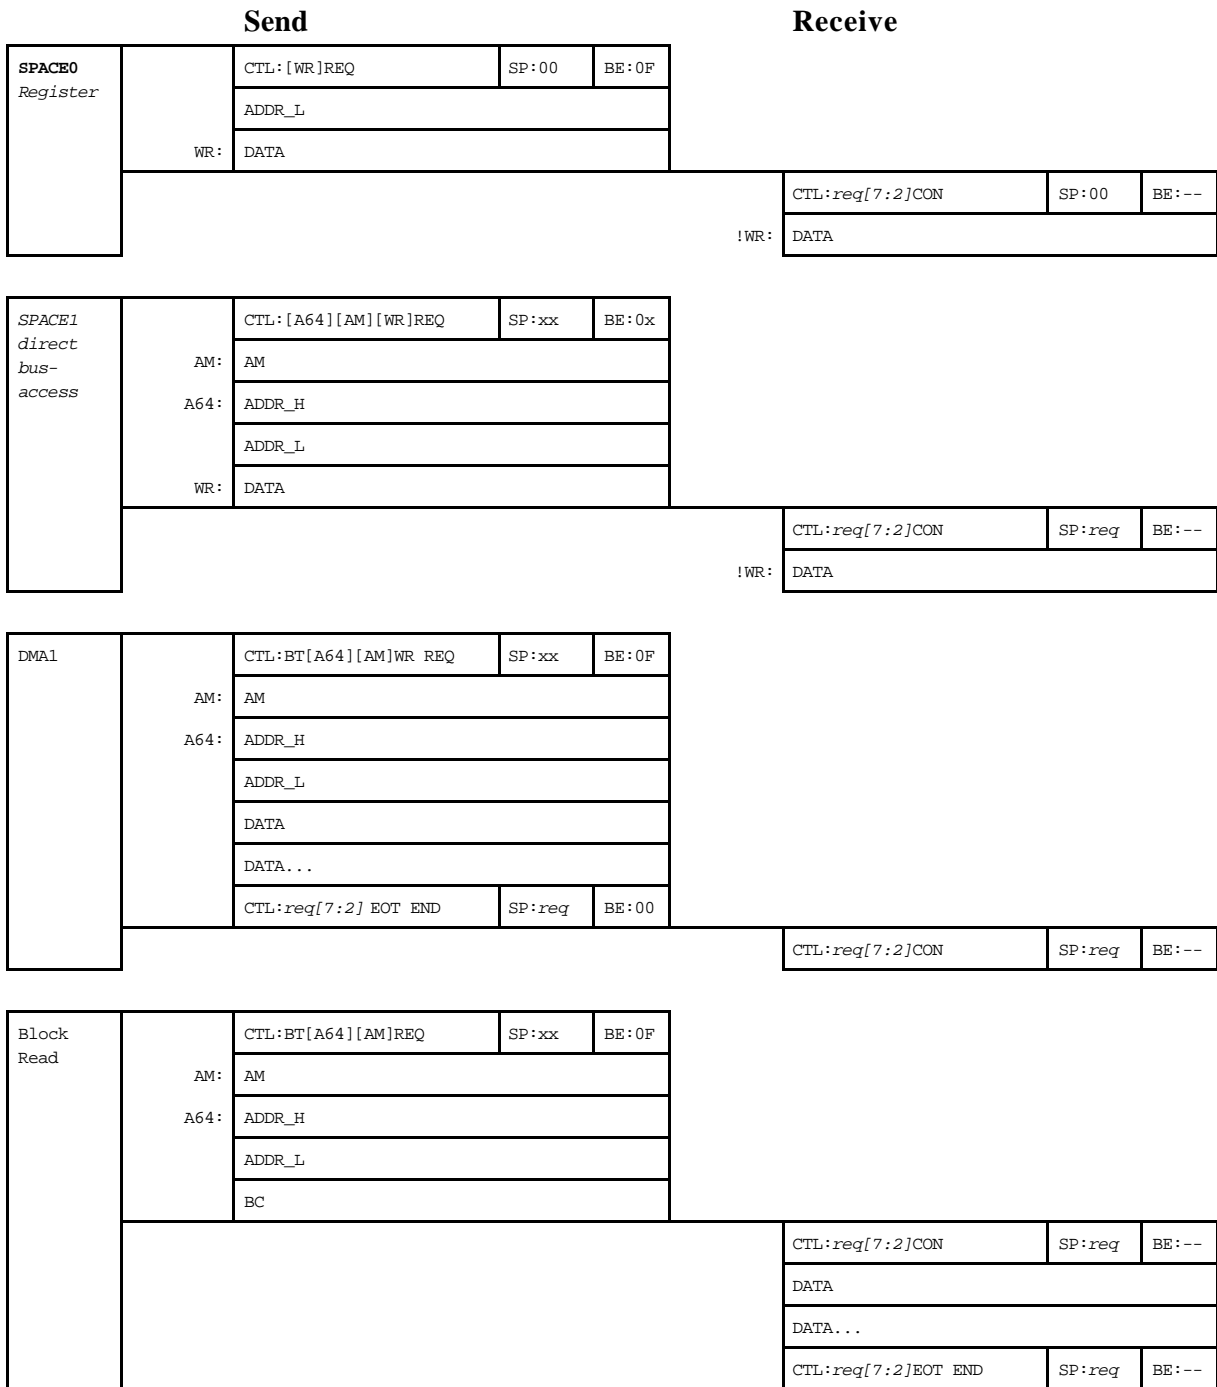 Send Receive
SPACE0 CTL:[WR]REQ SP:00 BE:0F
Register
ADDR_L
WR: DATA
CTL:req[7:2]CON SP:00 BE:--
!WR: DATA
SPACE1 CTL:[A64][AM][WR]REQ SP:xx BE:0x
direct
bus- AM: AM
access A64: ADDR_H
ADDR_L
WR: DATA
CTL:req[7:2]CON SP:req BE:--
!WR: DATA
DMA1 CTL:BT[A64][AM]WR REQ SP:xx BE:0F
AM: AM
A64: ADDR_H
ADDR_L
DATA
DATA...
CTL:req[7:2] EOT END SP:req BE:00
CTL:req[7:2]CON SP:req BE:--
Block CTL:BT[A64][AM]REQ SP:xx BE:0F
Read
AM: AM
A64: ADDR_H
ADDR_L
BC
CTL:req[7:2]CON SP:req BE:--
DATA
DATA...
CTL:req[7:2]EOT END SP:req BE:--